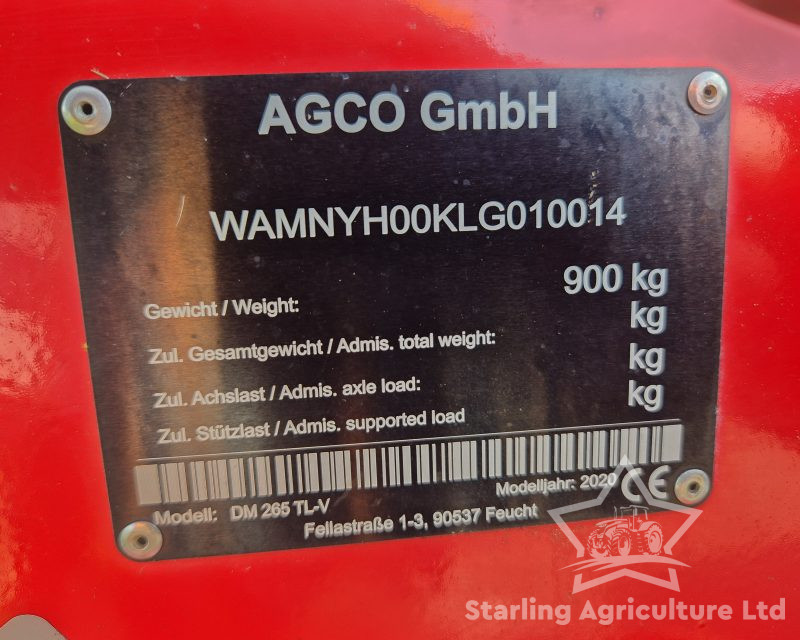 AGCO GmbH
WAMNYH00KLG010014
Gewicht / Weight: 900 kg
Zul. Gesamtgewicht / Admis. total weight: kg
Zul. Achslast / Admis. axle load: kg
Zul. Stützlast / Admis. supported load kg
Modell: DM 265 TL-V Modelljahr: 2020 CE
Fellastraße 1-3, 90537 Feucht
Starling Agriculture Ltd